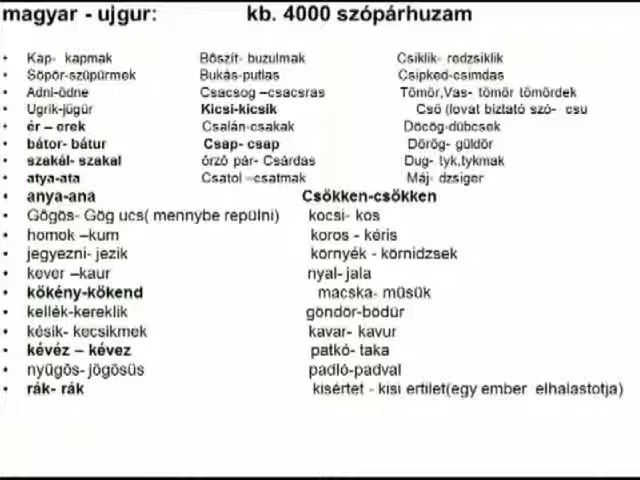 magyar - ujgur: kb. 4000 szópárhuzam
• Kap- kapmak Bőszít- buzulmak Csiklik- redzsiklik
• Söpör-szüpürmek Bukás-putlas Csipked-csimdas
• Adni-ödne Csacsog –csacsras Tömör,Vas- tömör tömördek
• Ugrik-jügür Kicsi-kicsik Cső (lovat biztató szó- csu
• ér – erek Csalán-csakak Döcög-dübcsek
• bátor- bátur Csap- csap Dörög- güldör
• szakál- szakal őrző pár- Csárdas Dug- tyk,tykmak
• atya-ata Csatol –csatmak Máj- dzsiger
• anya-ana Csökken-csökken
• Gőgös- Gög ucs( mennybe repülni) kocsi- kos
• homok –kum koros - kéris
• jegyezni- jezik környék - környidzsek
• kever –kaur nyal- jala
• kökény-kökend macska- müsük
• kellék-kereklik göndör-bödür
• késik- kecsikmek kavar- kavur
• kévéz – kévez patkó- taka
• nyügös- jögösüs padló-padval
• rák- rák kisértet - kisi ertilet(egy ember elhalastotja)